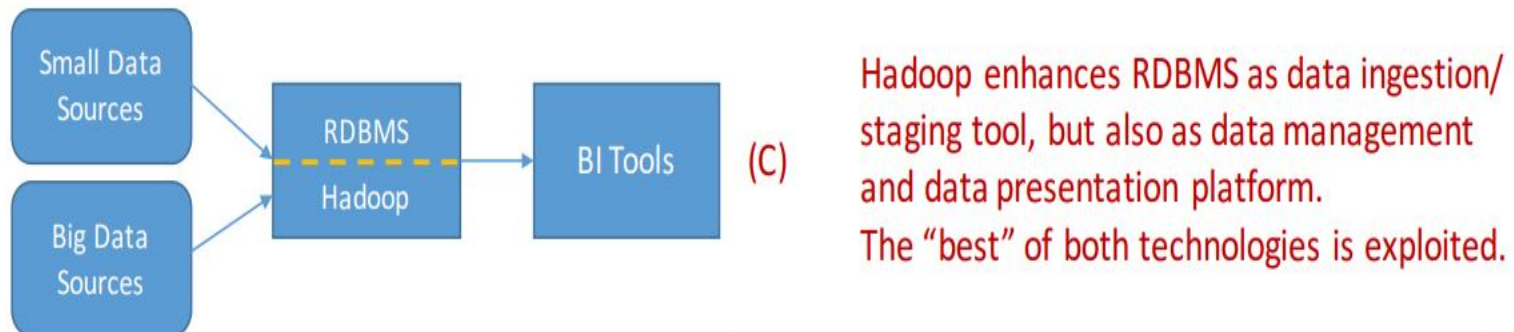 Small Data
Sources
Big Data
Sources
RDBMS
Hadoop
BI Tools
(C)
Hadoop enhances RDBMS as data ingestion/
staging tool, but also as data management
and data presentation platform.
The “best” of both technologies is exploited.